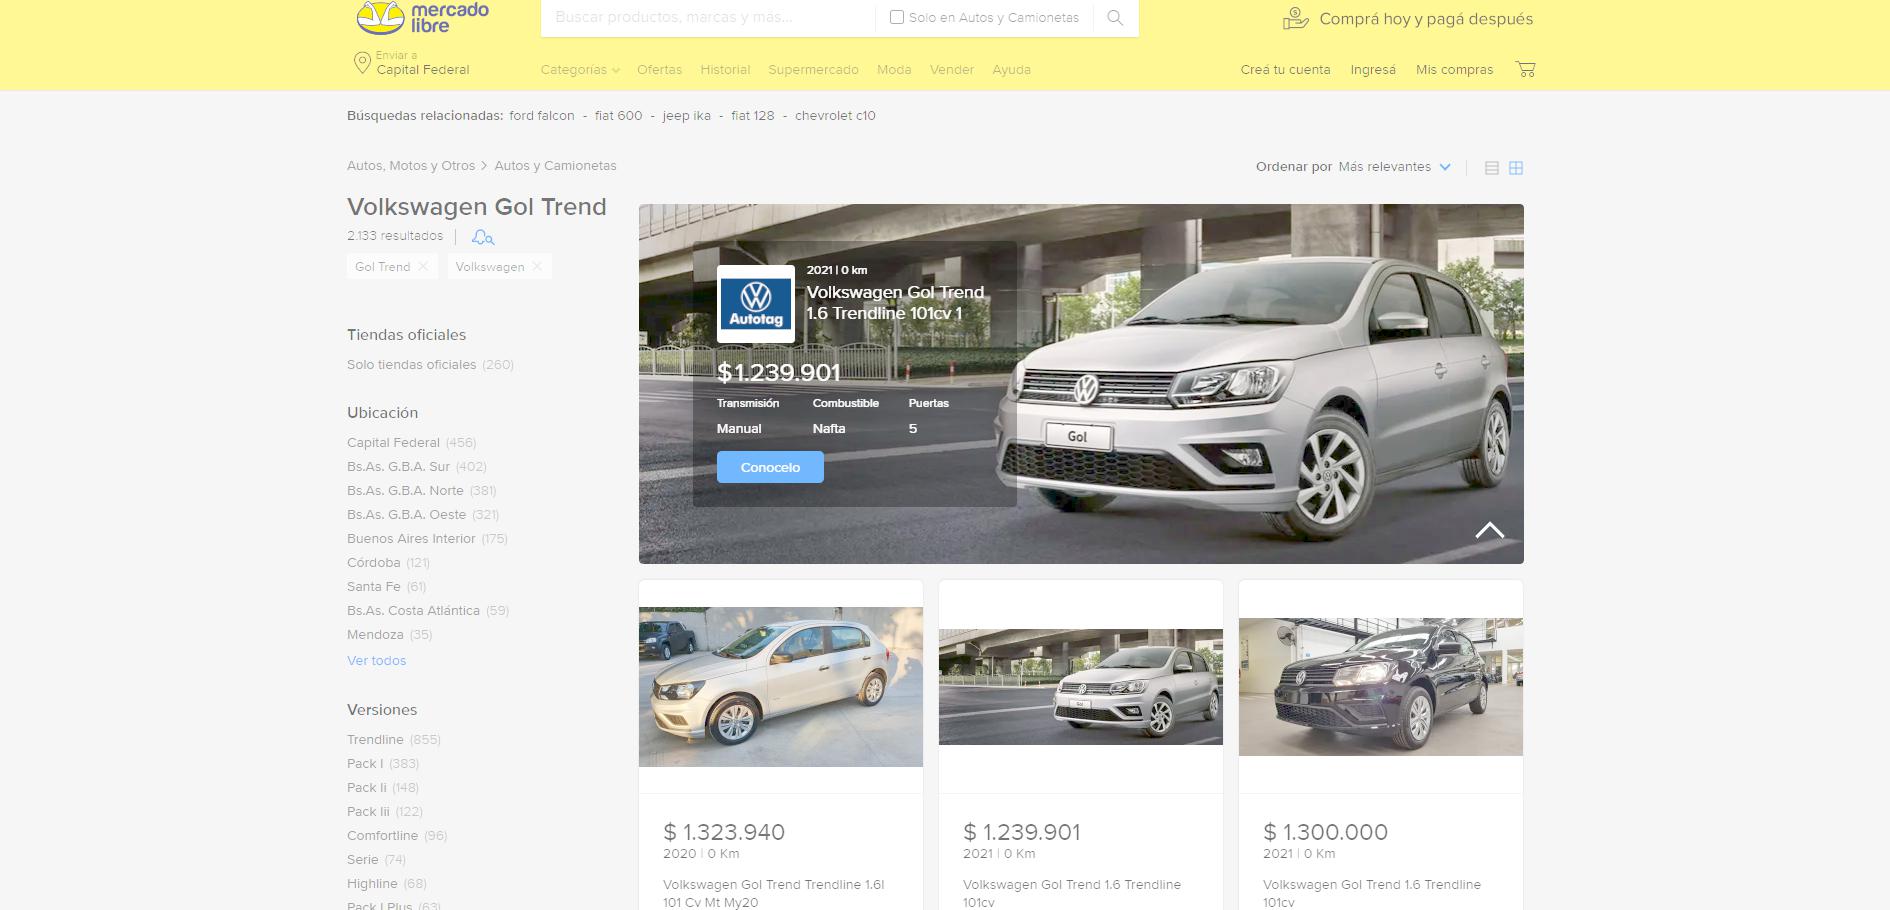 mercado
libre
Buscar productos, marcas y más...
Solo en Autos y Camionetas
Comprá hoy y pagá después
Enviar a
Capital Federal
Categorías Ofertas Historial Supermercado Moda Vender Ayuda
Creá tu cuenta Ingresá Mis compras
Búsquedas relacionadas: ford falcon - fiat 600 - jeep ika - fiat 128 - chevrolet c10
Autos, Motos y Otros > Autos y Camionetas
Ordenar por Más relevantes
Volkswagen Gol Trend
2.133 resultados
Gol Trend
Volkswagen
Tiendas oficiales
Solo tiendas oficiales (260)
Ubicación
Capital Federal (456)
Bs.As. G.B.A. Sur (402)
Bs.As. G.B.A. Norte (381)
Bs.As. G.B.A. Oeste (321)
Buenos Aires Interior (175)
Córdoba (121)
Santa Fe (61)
Bs.As. Costa Atlántica (59)
Mendoza (35)
Ver todos
Versiones
Trendline (855)
Pack I (383)
Pack Ii (148)
Pack Iii (122)
Comfortline (96)
Serie (74)
Highline (68)
Pack I Plus (63)
Autotag
2021 | 0 km
Volkswagen Gol Trend
1.6 Trendline 101cv 1
$1.239.901
Transmisión Combustible Puertas
Manual Nafta 5
Conocelo
Gol
$ 1.323.940
2020 | 0 Km
Volkswagen Gol Trend Trendline 1.6l
101 Cv Mt My20
Gol
$ 1.239.901
2021 | 0 Km
Volkswagen Gol Trend 1.6 Trendline
101cv
$ 1.300.000
2021 | 0 Km
Volkswagen Gol Trend 1.6 Trendline
101cv